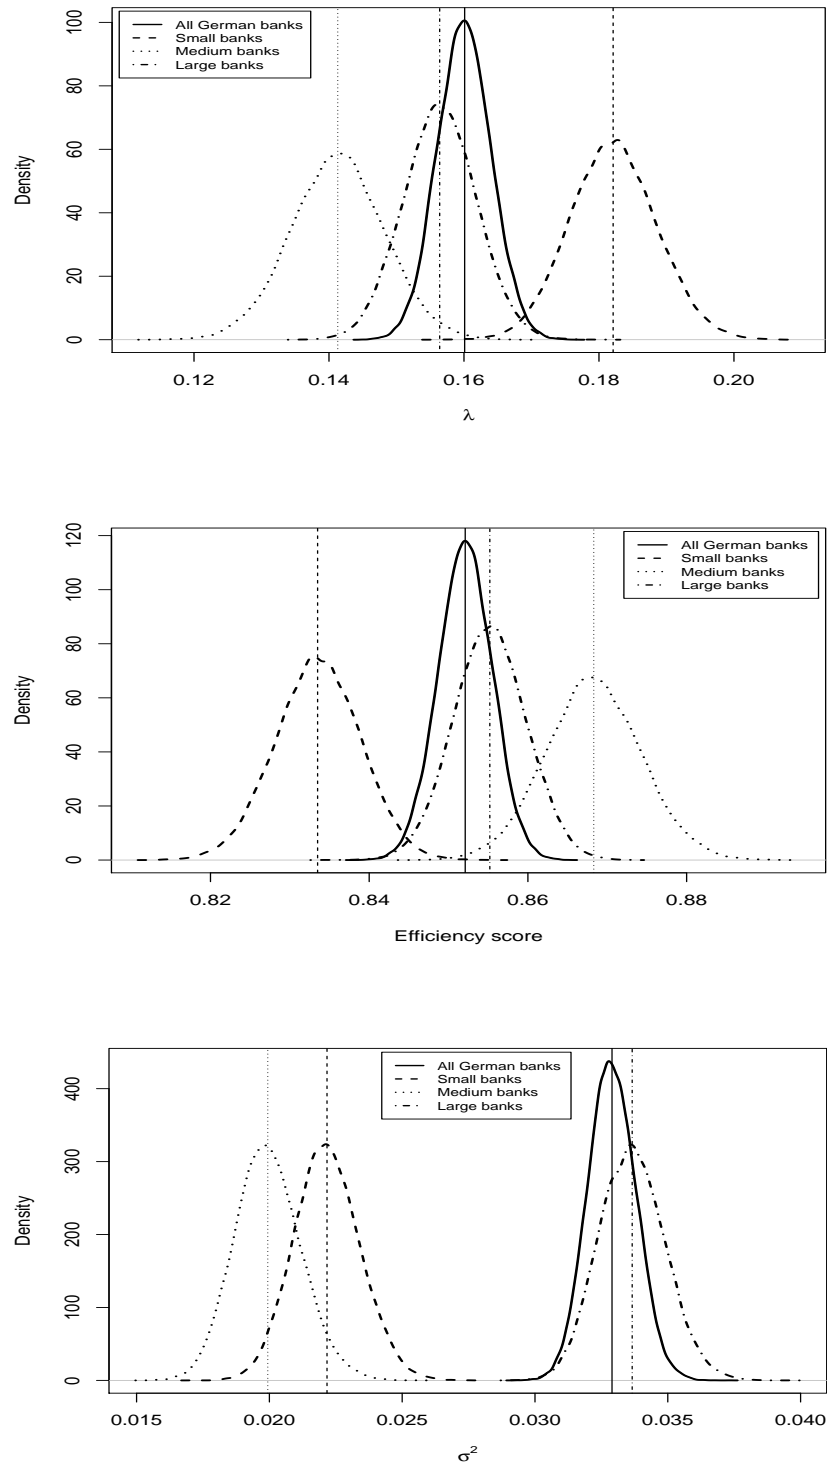 All German banks
Small banks
Medium banks
Large banks
Density
0
20
40
60
80
100
0.12 0.14 0.16 0.18 0.20
λ
All German banks
Small banks
Medium banks
Large banks
Density
0
20
40
60
80
100
120
0.82 0.84 0.86 0.88
Efficiency score
All German banks
Small banks
Medium banks
Large banks
Density
0
100
200
300
400
0.015 0.020 0.025 0.030 0.035 0.040
σ²